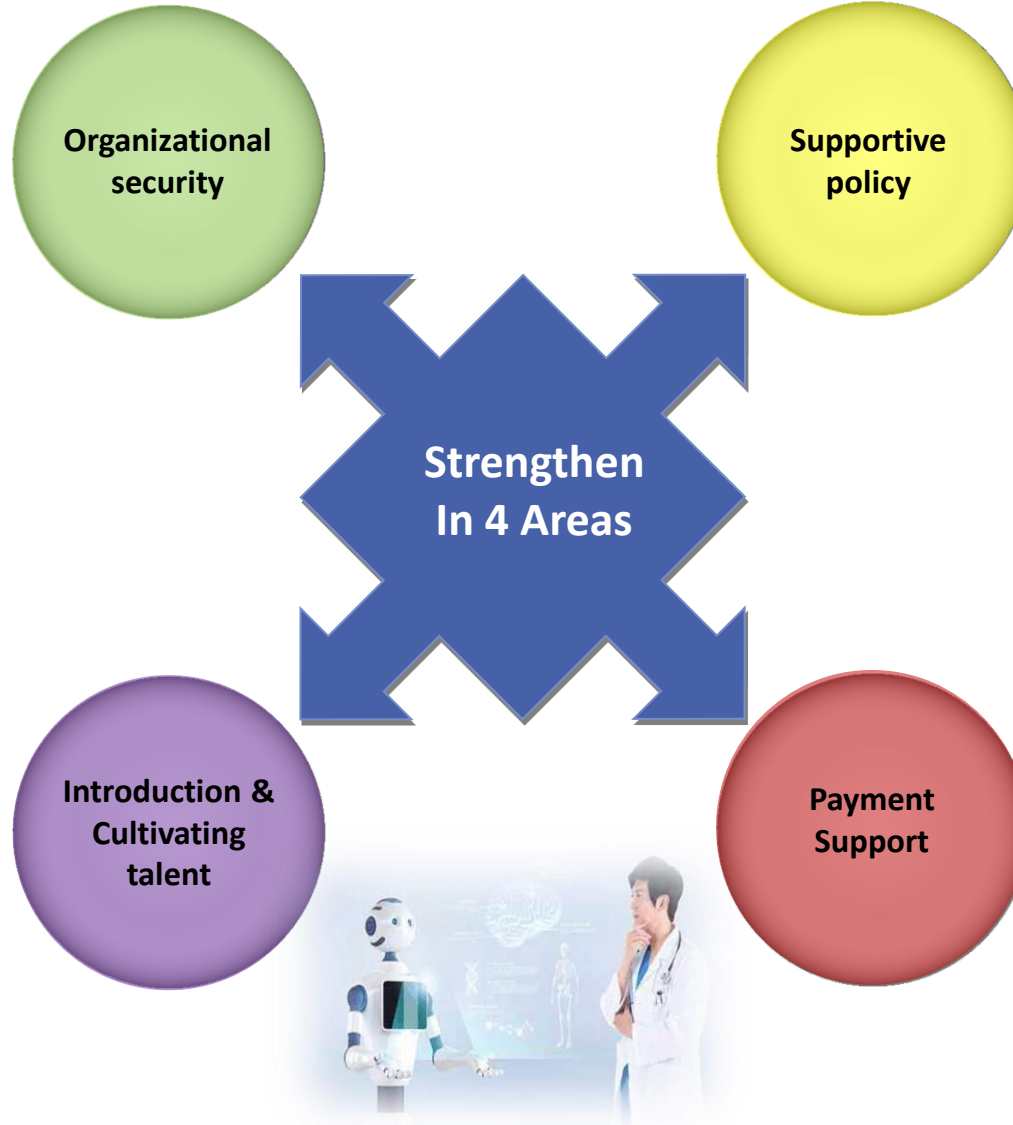 Organizational
security
Supportive
policy
Strengthen
In 4 Areas
Introduction &
Cultivating
talent
Payment
Support